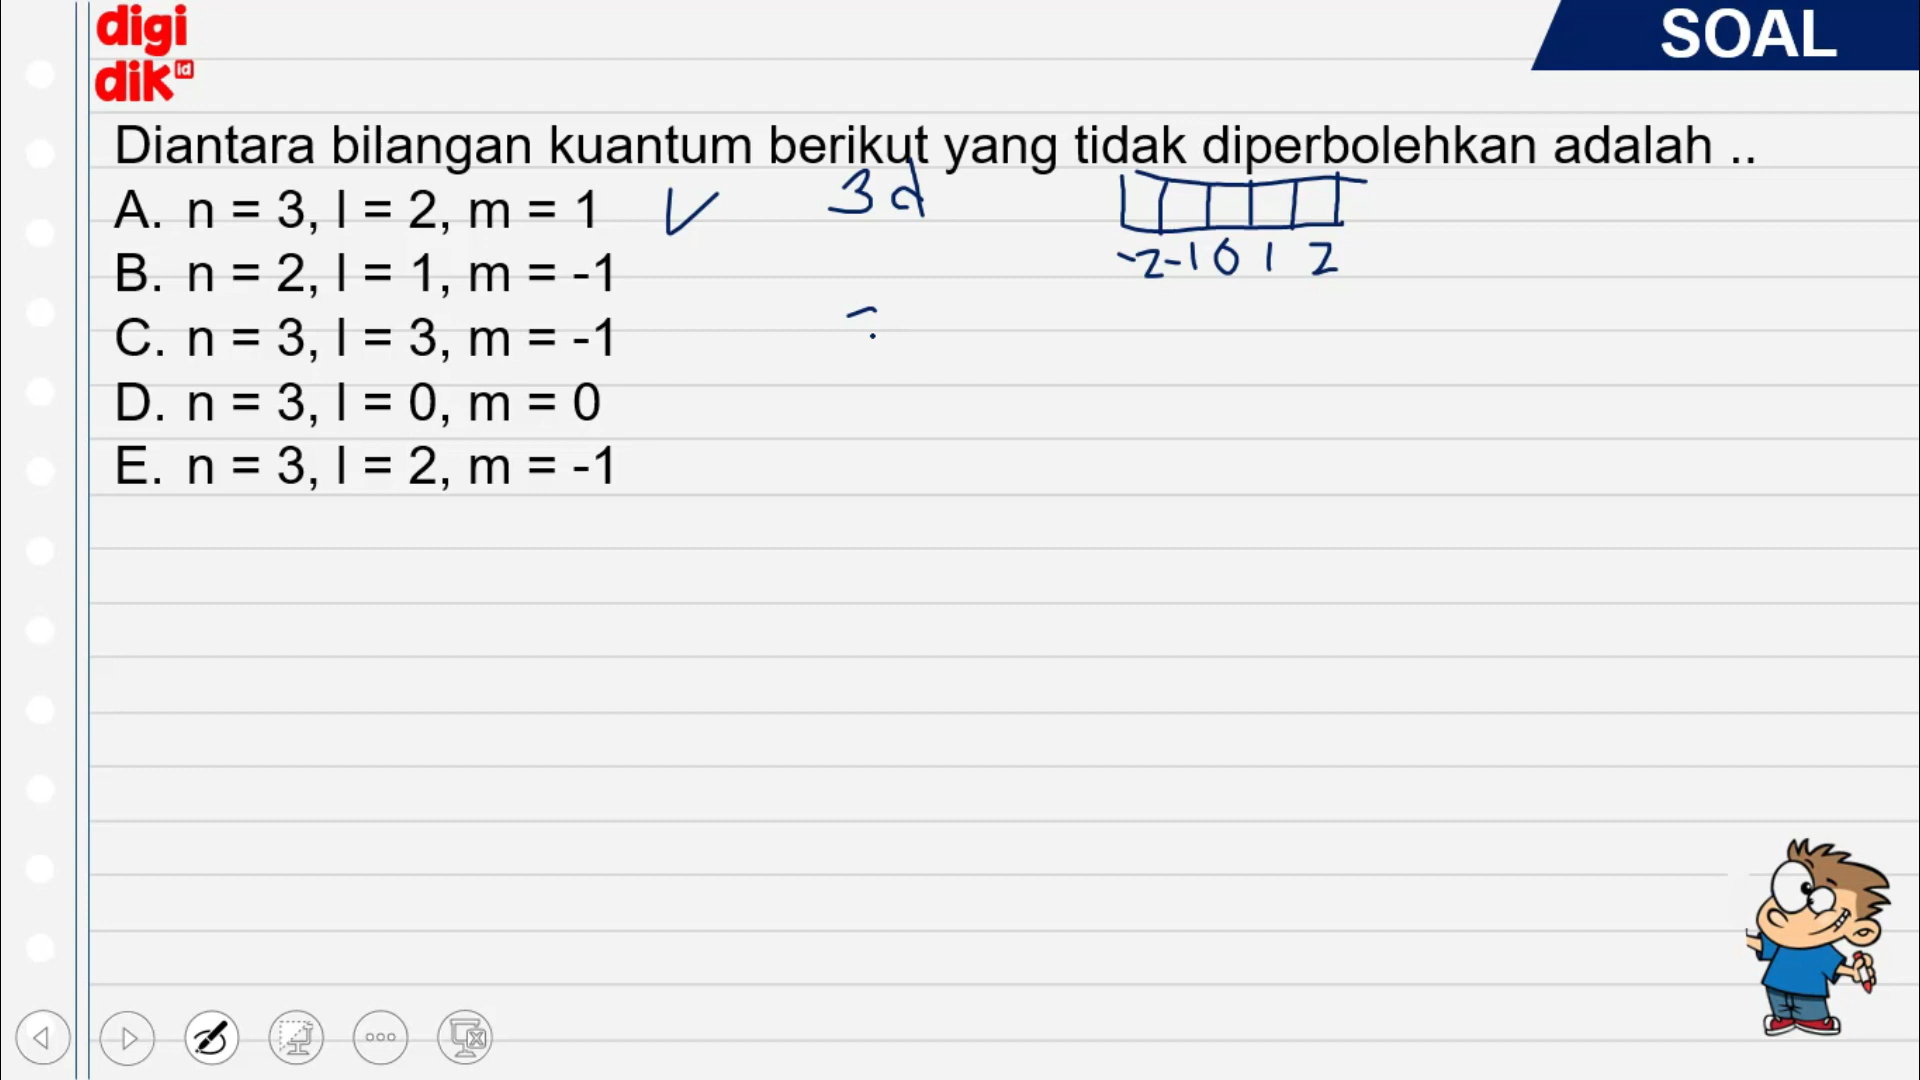 digi
dik id
SOAL
Diantara bilangan kuantum berikut yang tidak diperbolehkan adalah ..
A. n = 3, l = 2, m = 1
3d
-2 -1 0 1 2
B. n = 2, l = 1, m = -1
C. n = 3, l = 3, m = -1
D. n = 3, l = 0, m = 0
E. n = 3, l = 2, m = -1